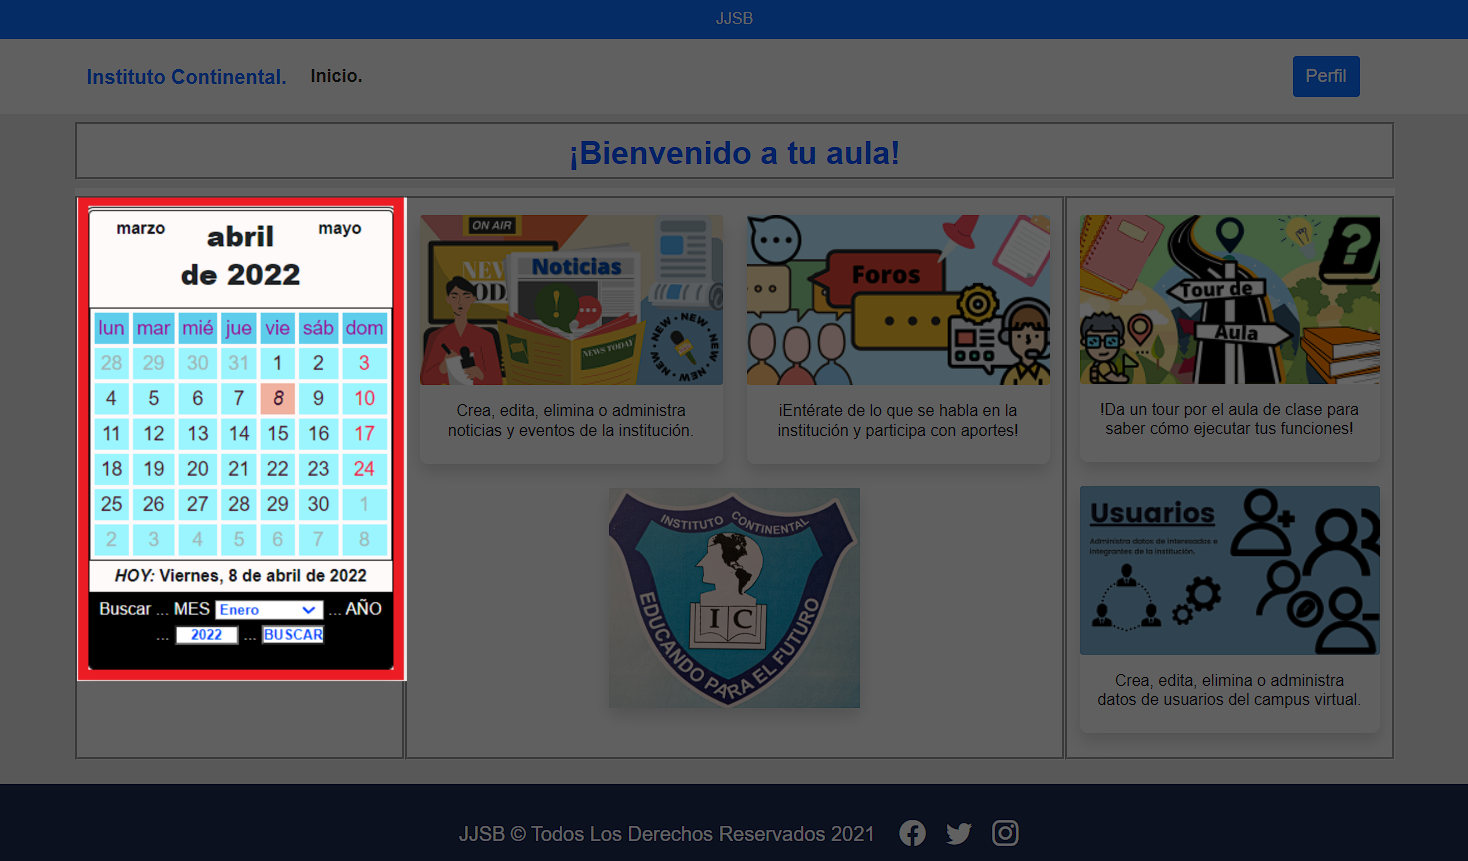 JJSB
Instituto Continental.
Inicio.
Perfil
¡Bienvenido a tu aula!
marzo
abril
de 2022
mayo
lun mar mié jue vie sáb dom
28 29 30 31 1 2 3
4 5 6 7 8 9 10
11 12 13 14 15 16 17
18 19 20 21 22 23 24
25 26 27 28 29 30 1
2 3 4 5 6 7 8
HOY: Viernes, 8 de abril de 2022
Buscar ... MES Enero ... AÑO
... 2022 ... BUSCAR
ON AIR
Noticias
NEWS TODAY
NEW • NEW • NEW • NEW •
Crea, edita, elimina o administra
noticias y eventos de la institución.
Foros
¡Entérate de lo que se habla en la
institución y participa con aportes!
INSTITUTO CONTINENTAL
I C
EDUCANDO PARA EL FUTURO
Tour de
Aula
!Da un tour por el aula de clase para
saber cómo ejecutar tus funciones!
Usuarios
Administra datos de interesados e
integrantes de la institución.
Crea, edita, elimina o administra
datos de usuarios del campus virtual.
JJSB © Todos Los Derechos Reservados 2021